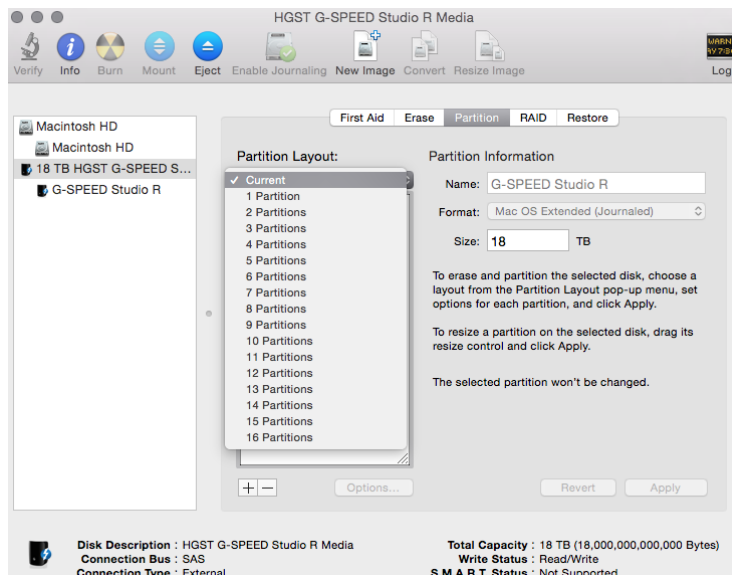 HGST G-SPEED Studio R Media
Verify Info Burn Mount Eject Enable Journaling New Image Convert Resize Image Log
WARN
AY 7:8
First Aid Erase Partition RAID Restore
Macintosh HD
Macintosh HD
18 TB HGST G-SPEED S...
G-SPEED Studio R
Partition Layout:
✓ Current
1 Partition
2 Partitions
3 Partitions
4 Partitions
5 Partitions
6 Partitions
7 Partitions
8 Partitions
9 Partitions
10 Partitions
11 Partitions
12 Partitions
13 Partitions
14 Partitions
15 Partitions
16 Partitions
Partition Information
Name: G-SPEED Studio R
Format: Mac OS Extended (Journaled)
Size: 18 TB
To erase and partition the selected disk, choose a
layout from the Partition Layout pop-up menu, set
options for each partition, and click Apply.
To resize a partition on the selected disk, drag its
resize control and click Apply.
The selected partition won't be changed.
+ − Options... Revert Apply
Disk Description : HGST G-SPEED Studio R Media
Connection Bus : SAS
Connection Type : External
Total Capacity : 18 TB (18,000,000,000,000 Bytes)
Write Status : Read/Write
S.M.A.R.T. Status : Not Supported